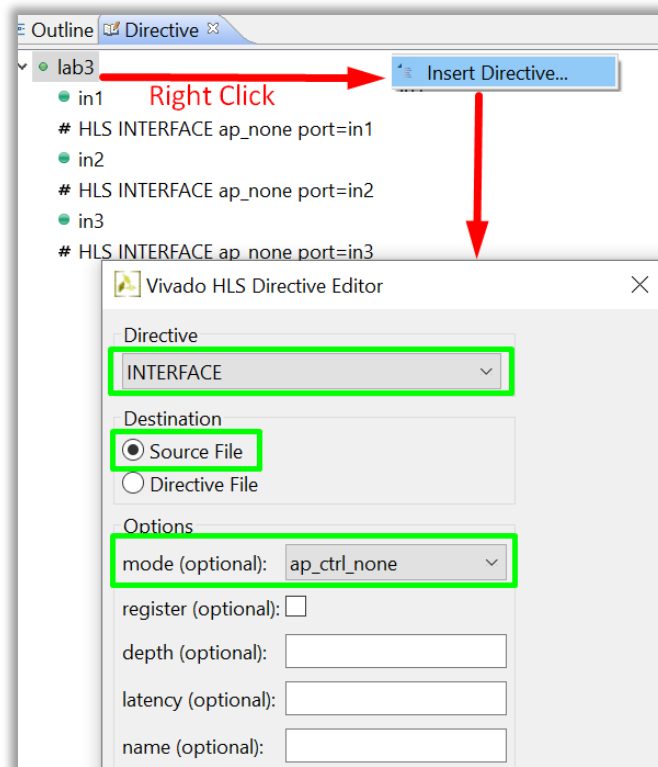 Outline Directive
lab3
Insert Directive...
in1
Right Click
# HLS INTERFACE ap_none port=in1
in2
# HLS INTERFACE ap_none port=in2
in3
# HLS INTERFACE ap_none port=in3
Vivado HLS Directive Editor
Directive
INTERFACE
Destination
Source File
Directive File
Options
mode (optional): ap_ctrl_none
register (optional):
depth (optional):
latency (optional):
name (optional):